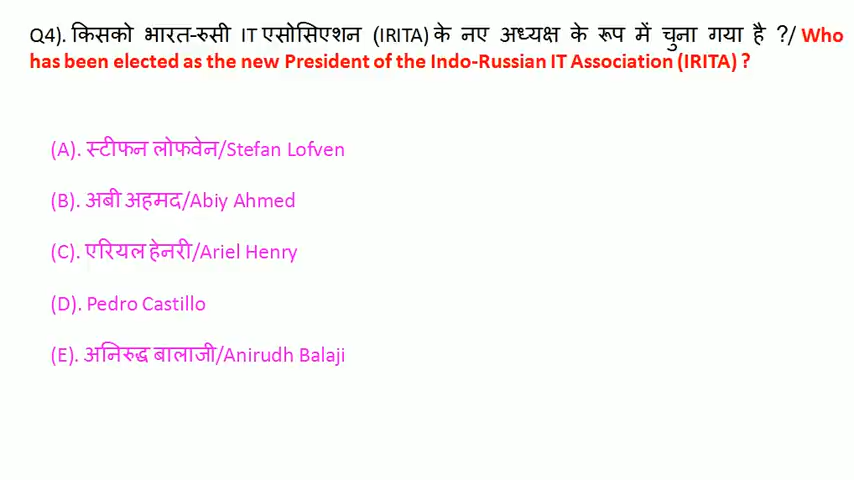 Q4). किसको भारत-रुसी IT एसोसिएशन (IRITA) के नए अध्यक्ष के रूप में चुना गया है ?/ Who
has been elected as the new President of the Indo-Russian IT Association (IRITA) ?
(A). स्टीफन लोफवेन/Stefan Lofven
(B). अबी अहमद/Abiy Ahmed
(C). एरियल हेनरी/Ariel Henry
(D). Pedro Castillo
(E). अनिरुद्ध बालाजी/Anirudh Balaji